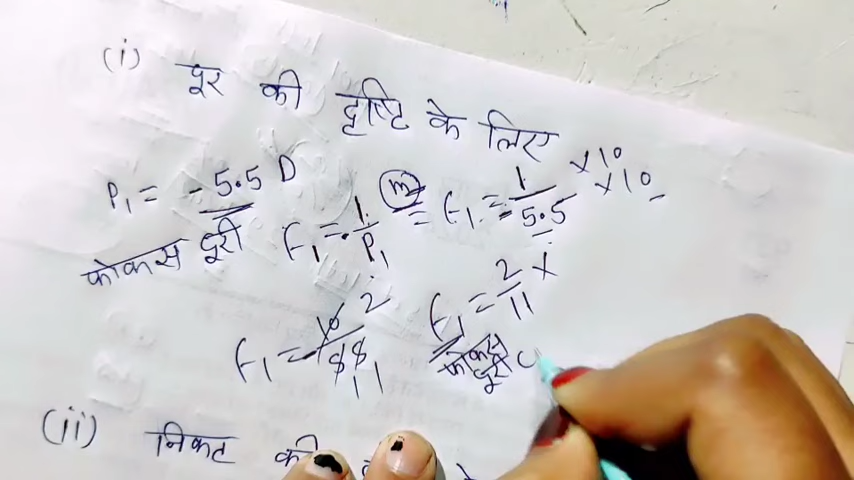 (i) दूर की दृष्टि के लिए
P₁ = - 5.5 D
फोकस दूरी F₁ = 1/P₁ (m) = F₁ = 1/-5.5 ×10 ×10
F₁ = 10/55 2 11
F₁ = 2/11 ×
फोकस दूरी
(ii) निकट की